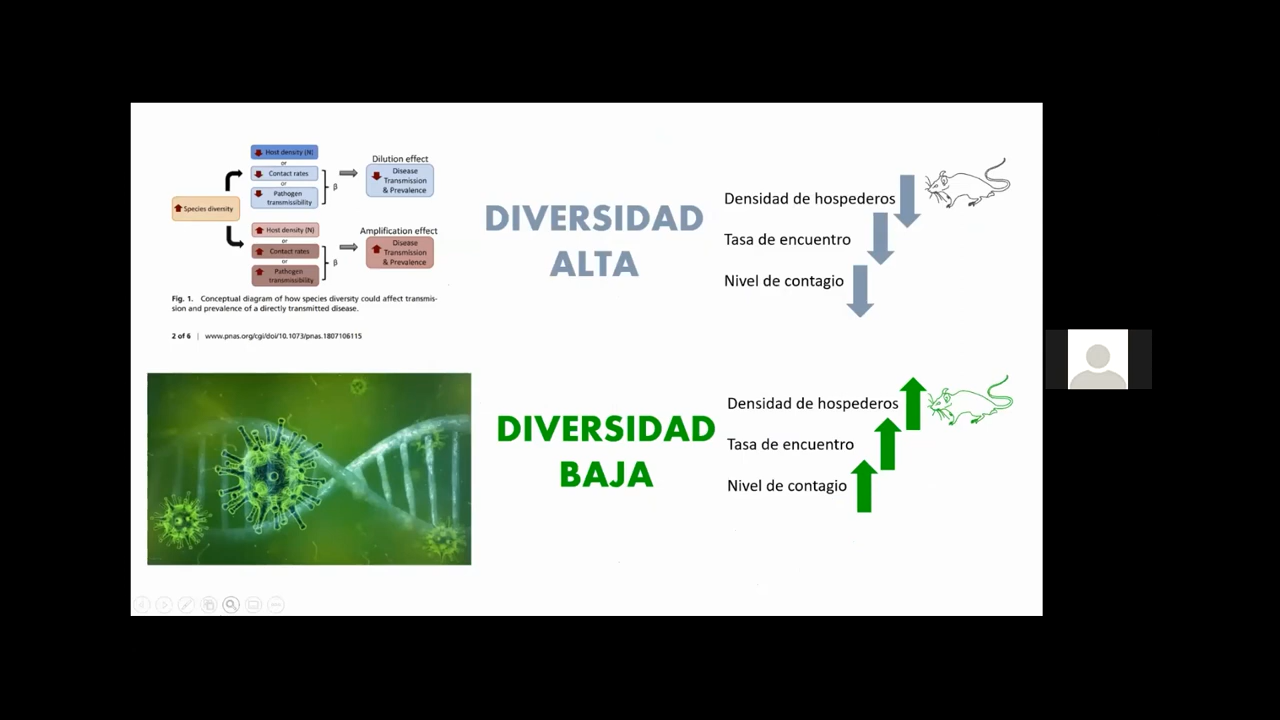 Host density (N)
or
Contact rates
or
Pathogen
transmissibility
β
Dilution effect
Disease
Transmission
& Prevalence
Species diversity
Host density (N)
or
Contact rates
or
Pathogen
transmissibility
β
Amplification effect
Disease
Transmission
& Prevalence
Fig. 1. Conceptual diagram of how species diversity could affect transmis-
sion and prevalence of a directly transmitted disease.
2 of 6 | www.pnas.org/cgi/doi/10.1073/pnas.1807106115
DIVERSIDAD
ALTA
Densidad de hospederos
Tasa de encuentro
Nivel de contagio
DIVERSIDAD
BAJA
Densidad de hospederos
Tasa de encuentro
Nivel de contagio